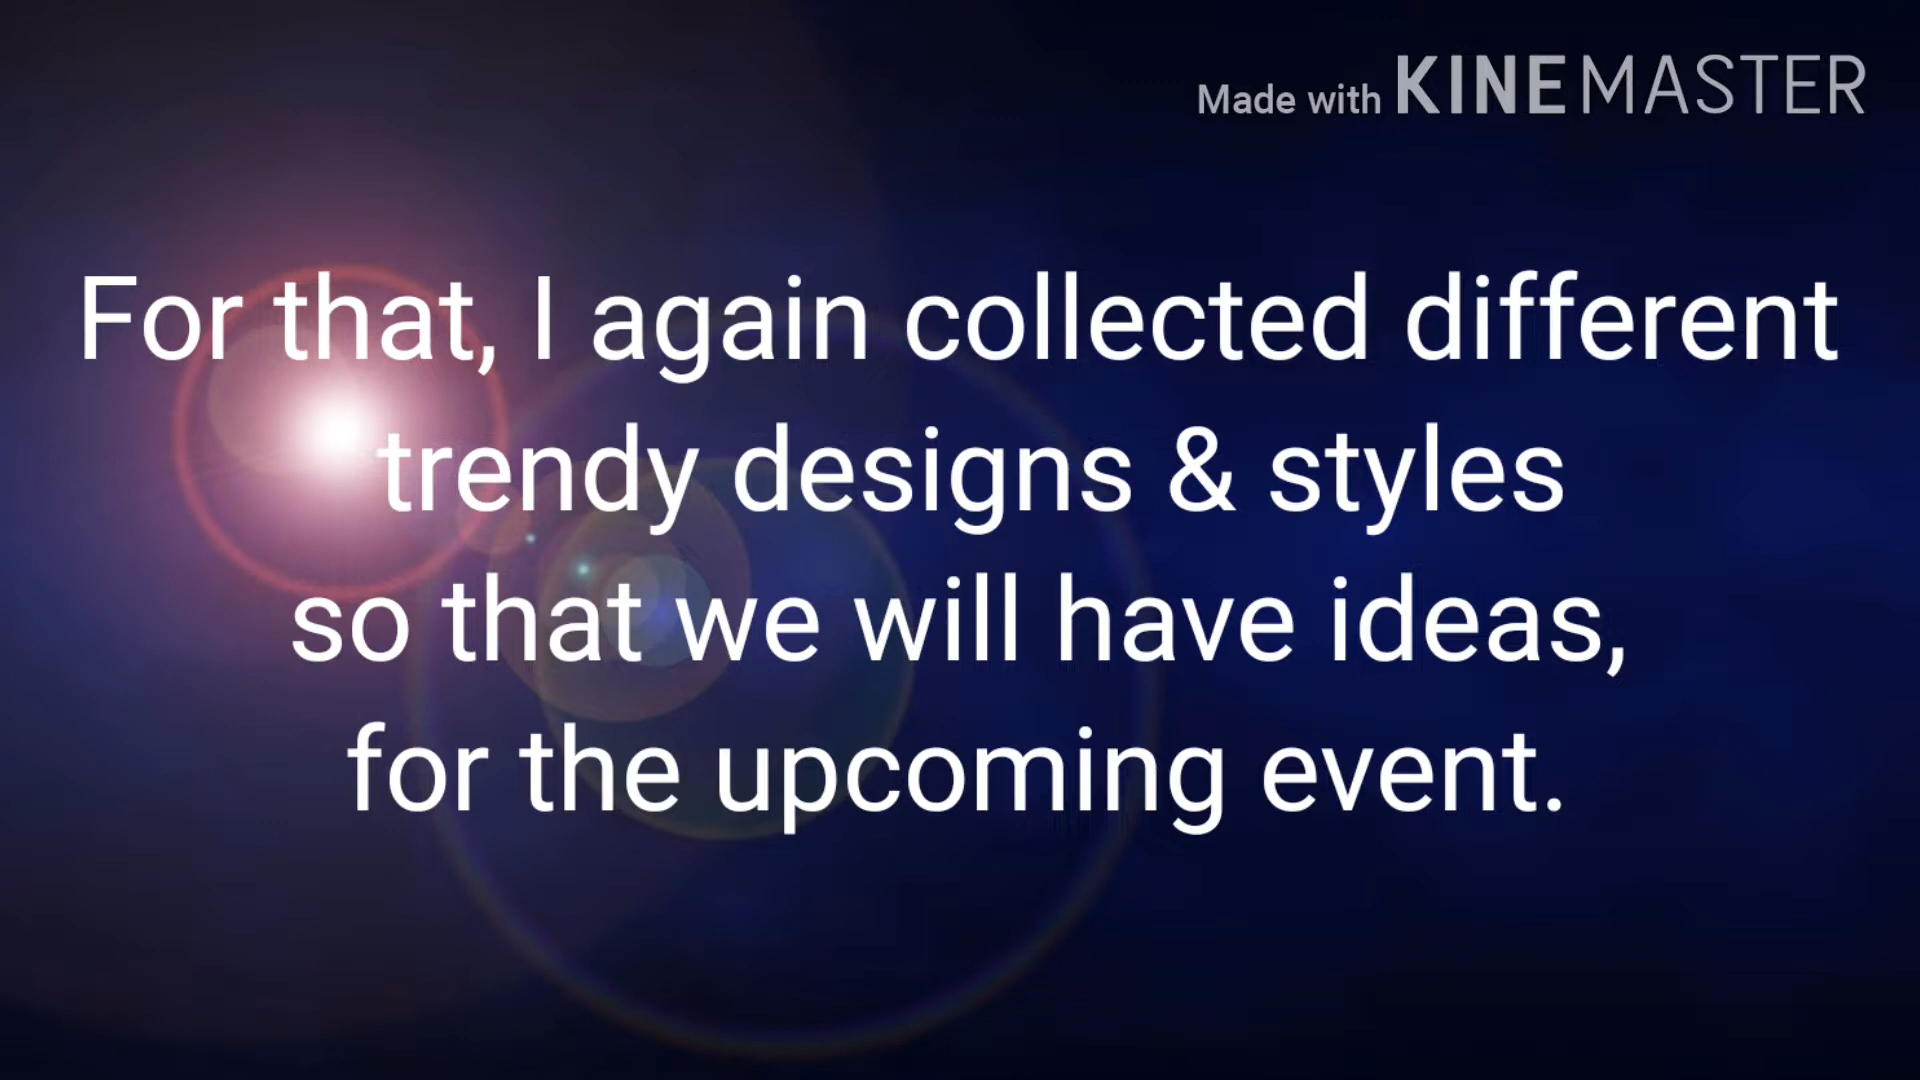 Made with KINEMASTER
For that, I again collected different
trendy designs & styles
so that we will have ideas,
for the upcoming event.